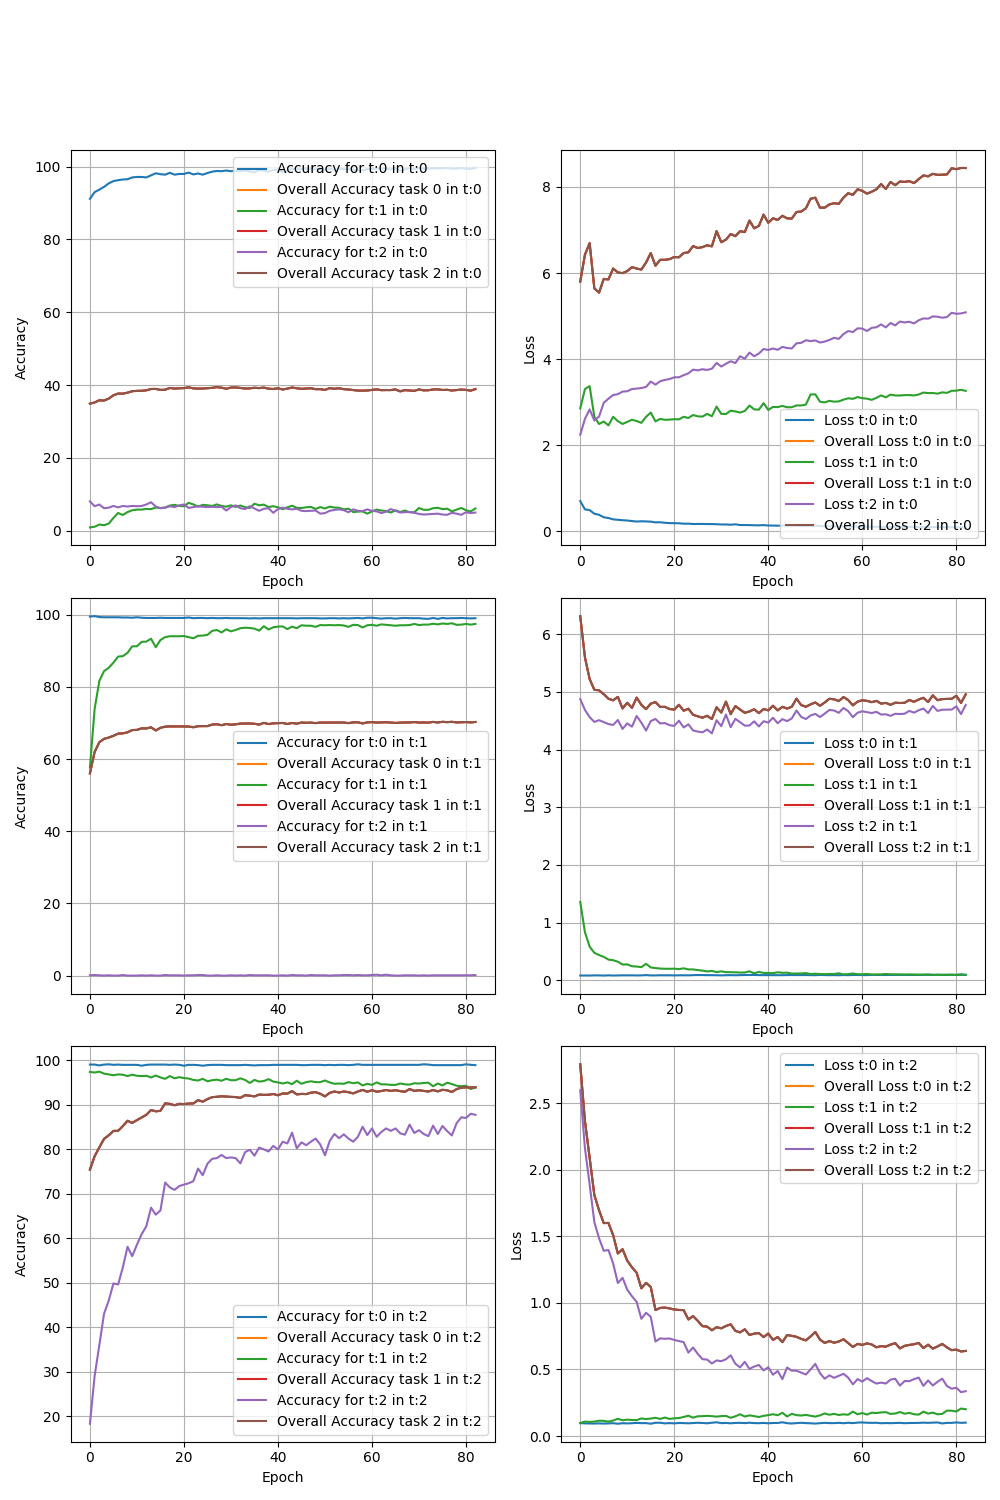 100
80
60
40
20
0
Accuracy
0
20
40
60
80
Epoch
Accuracy for t:0 in t:0
Overall Accuracy task 0 in t:0
Accuracy for t:1 in t:0
Overall Accuracy task 1 in t:0
Accuracy for t:2 in t:0
Overall Accuracy task 2 in t:0
8
6
4
2
0
Loss
0
20
40
60
80
Epoch
Loss t:0 in t:0
Overall Loss t:0 in t:0
Loss t:1 in t:0
Overall Loss t:1 in t:0
Loss t:2 in t:0
Overall Loss t:2 in t:0
100
80
60
40
20
0
Accuracy
0
20
40
60
80
Epoch
Accuracy for t:0 in t:1
Overall Accuracy task 0 in t:1
Accuracy for t:1 in t:1
Overall Accuracy task 1 in t:1
Accuracy for t:2 in t:1
Overall Accuracy task 2 in t:1
6
5
4
3
2
1
0
Loss
0
20
40
60
80
Epoch
Loss t:0 in t:1
Overall Loss t:0 in t:1
Loss t:1 in t:1
Overall Loss t:1 in t:1
Loss t:2 in t:1
Overall Loss t:2 in t:1
100
90
80
70
60
50
40
30
20
Accuracy
0
20
40
60
80
Epoch
Accuracy for t:0 in t:2
Overall Accuracy task 0 in t:2
Accuracy for t:1 in t:2
Overall Accuracy task 1 in t:2
Accuracy for t:2 in t:2
Overall Accuracy task 2 in t:2
2.5
2.0
1.5
1.0
0.5
0.0
Loss
0
20
40
60
80
Epoch
Loss t:0 in t:2
Overall Loss t:0 in t:2
Loss t:1 in t:2
Overall Loss t:1 in t:2
Loss t:2 in t:2
Overall Loss t:2 in t:2